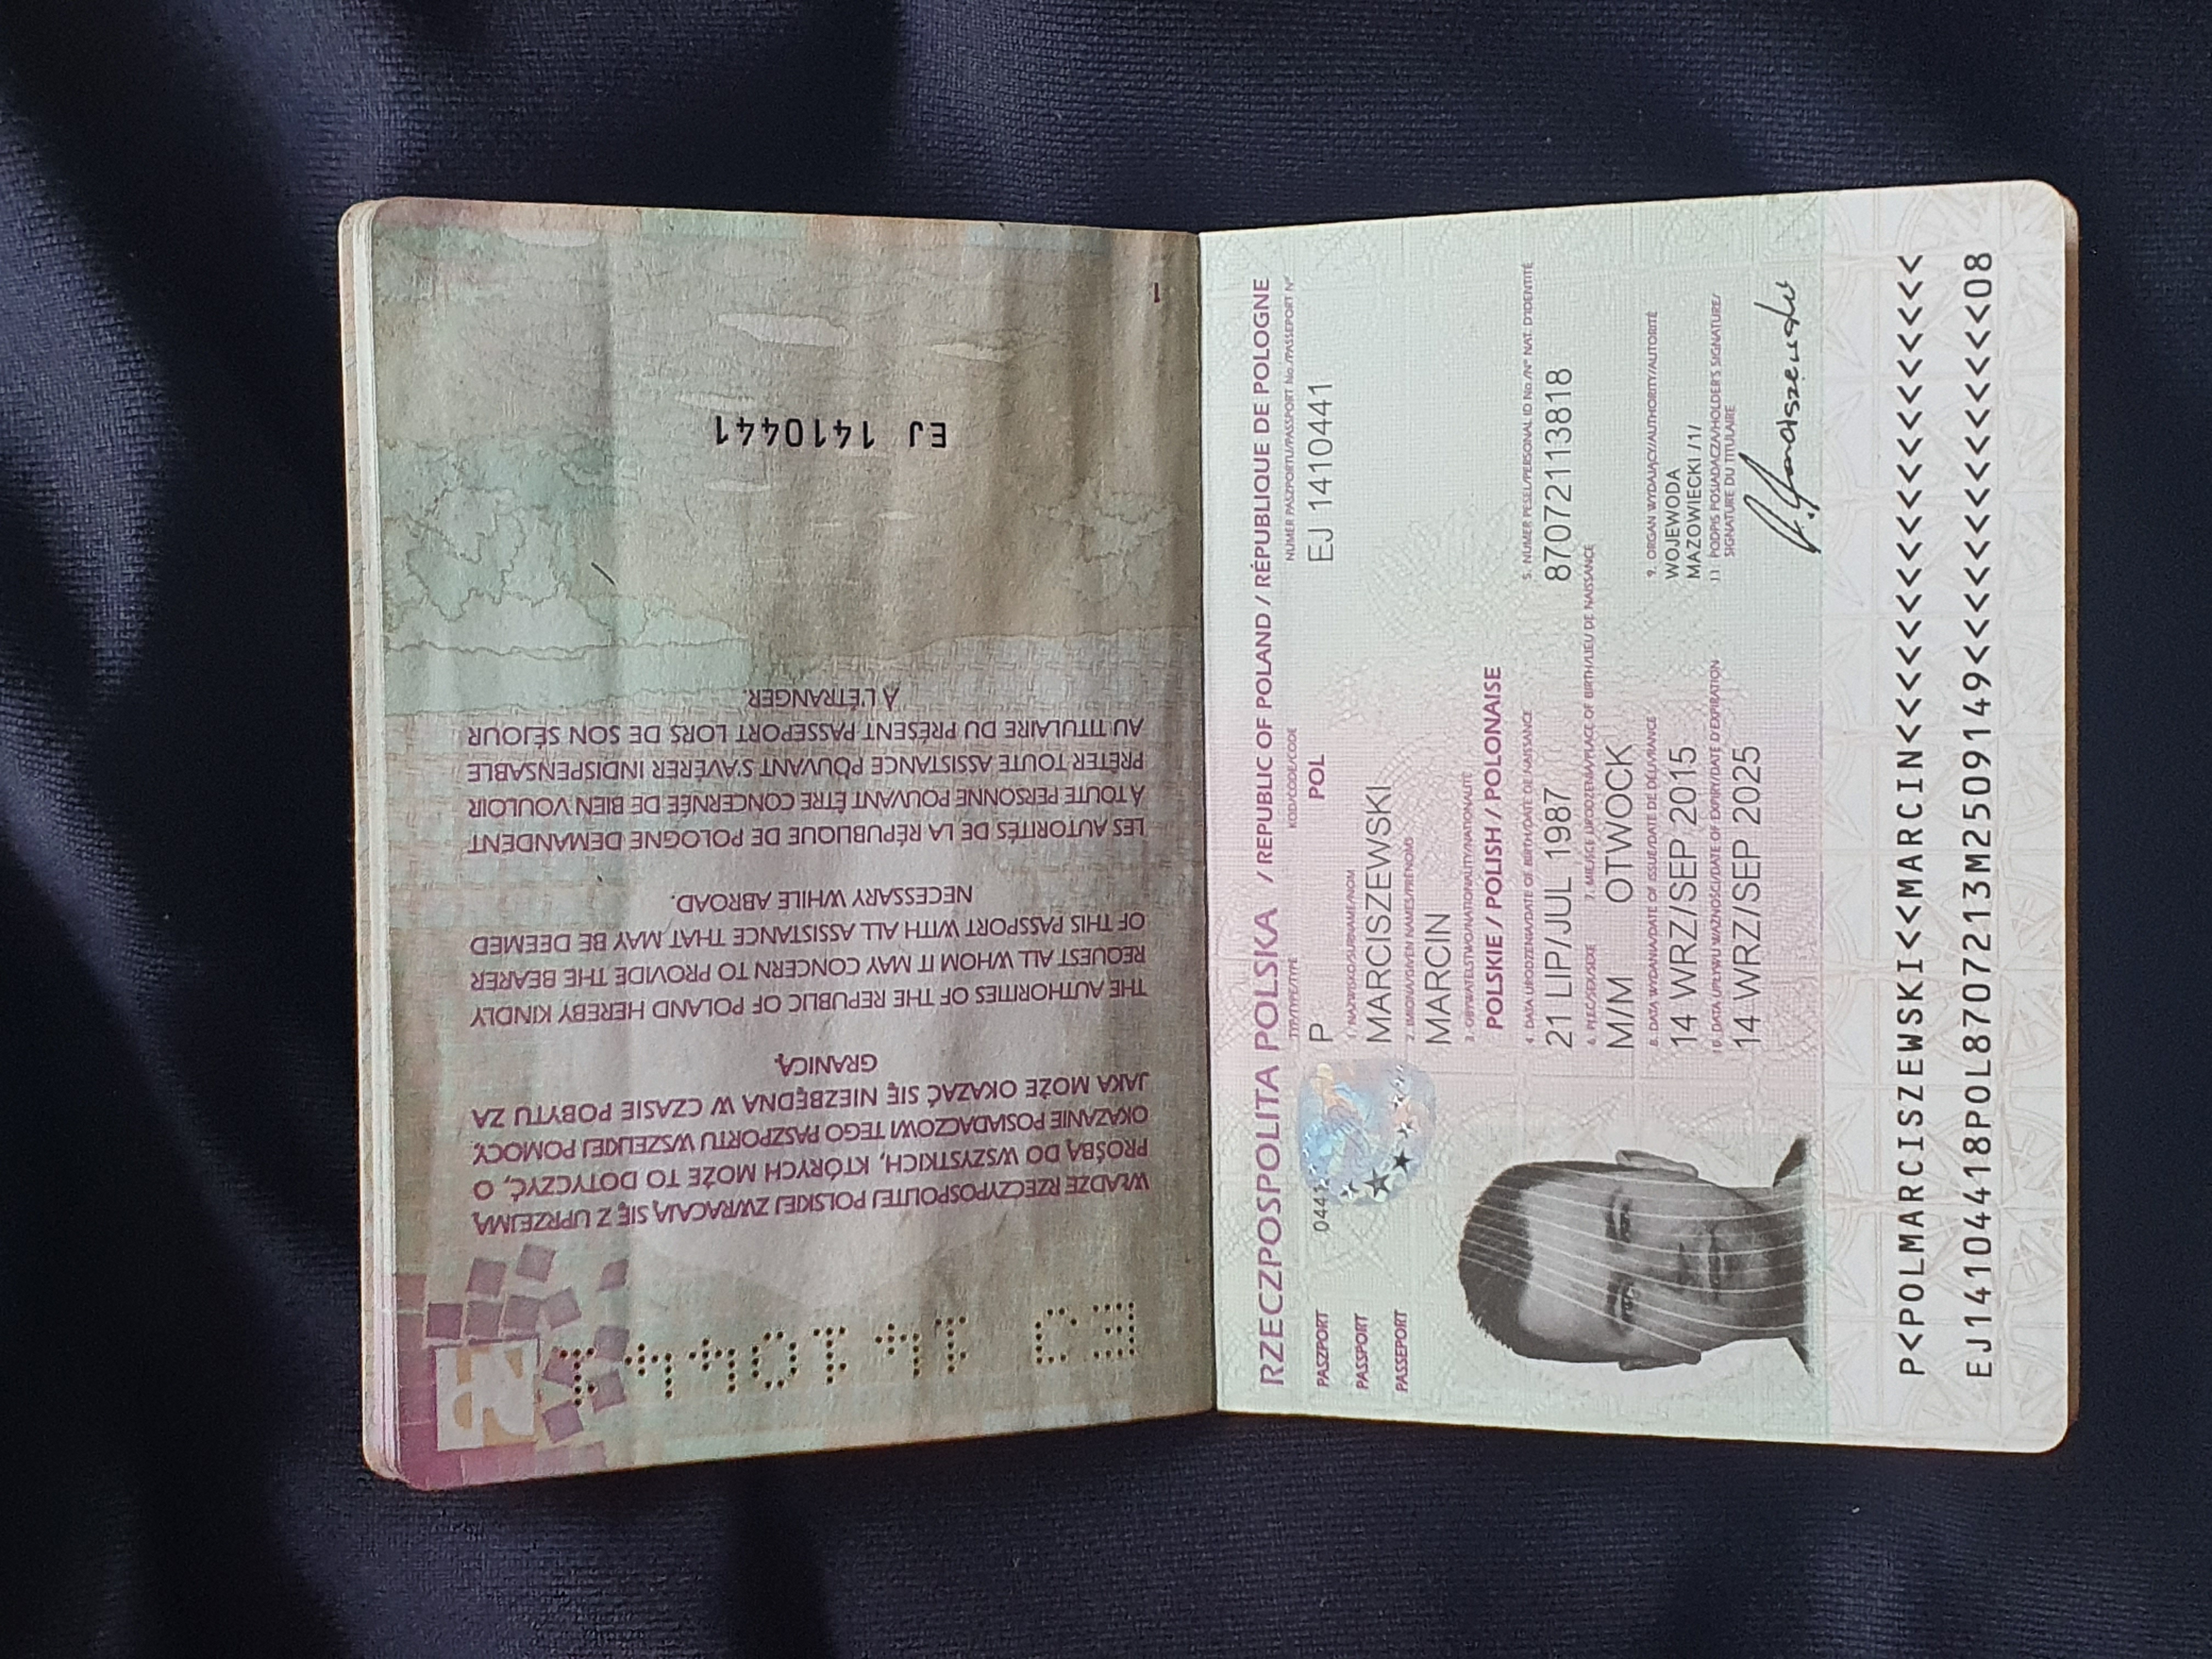 EJ 1410441
WŁADZE RZECZYPOSPOLITEJ POLSKIEJ ZWRACAJĄ SIĘ Z UPRZEJMĄ
PROŚBĄ DO WSZYSTKICH, KTÓRYCH MOŻE TO DOTYCZYĆ, O
OKAZANIE POSIADACZOWI TEGO PASZPORTU WSZELKIEJ POMOCY,
JAKA MOŻE OKAZAĆ SIĘ NIEZBĘDNA W CZASIE POBYTU ZA
GRANICĄ.
THE AUTHORITIES OF THE REPUBLIC OF POLAND HEREBY KINDLY
REQUEST ALL WHOM IT MAY CONCERN TO PROVIDE THE BEARER
OF THIS PASSPORT WITH ALL ASSISTANCE THAT MAY BE DEEMED
NECESSARY WHILE ABROAD.
LES AUTORITÉS DE LA RÉPUBLIQUE DE POLOGNE DEMANDENT
À TOUTE PERSONNE POUVANT ÊTRE CONCERNÉE DE BIEN VOULOIR
PRÊTER TOUTE ASSISTANCE POUVANT S'AVÉRER INDISPENSABLE
AU TITULAIRE DU PRÉSENT PASSEPORT LORS DE SON SÉJOUR
À L'ÉTRANGER.
EJ 1410441
1
RZECZPOSPOLITA POLSKA / REPUBLIC OF POLAND / RÉPUBLIQUE DE POLOGNE
TYP/TYPE/TYPE KOD/CODE/CODE NUMER PASZPORTU/PASSPORT No./PASSEPORT Nº
PASZPORT 0441 P POL EJ 1410441
1. NAZWISKO/SURNAME/NOM
PASSPORT
MARCISZEWSKI
PASSEPORT
2. IMIONA/GIVEN NAMES/PRÉNOMS
MARCIN
3. OBYWATELSTWO/NATIONALITY/NATIONALITÉ
POLSKIE / POLISH / POLONAISE
4. DATA URODZENIA/DATE OF BIRTH/DATE DE NAISSANCE 5. NUMER PESEL/PERSONAL ID No./Nº NAT. D'IDENTITÉ
21 LIP/JUL 1987 87072113818
6. PŁEĆ/SEX/SEXE 7. MIEJSCE URODZENIA/PLACE OF BIRTH/LIEU DE NAISSANCE
M/M OTWOCK
8. DATA WYDANIA/DATE OF ISSUE/DATE DE DÉLIVRANCE 9. ORGAN WYDAJĄCY/AUTHORITY/AUTORITÉ
14 WRZ/SEP 2015 WOJEWODA
MAZOWIECKI /1/
10. DATA UPŁYWU WAŻNOŚCI/DATE OF EXPIRY/DATE D'EXPIRATION 11. PODPIS POSIADACZA/HOLDER'S SIGNATURE/
SIGNATURE DU TITULAIRE
14 WRZ/SEP 2025
P<POLMARCISZEWSKI<<MARCIN<<<<<<<<<<<<<<<<<<<
EJ14104418POL8707213M2509149<<<<<<<<<<<<<<08